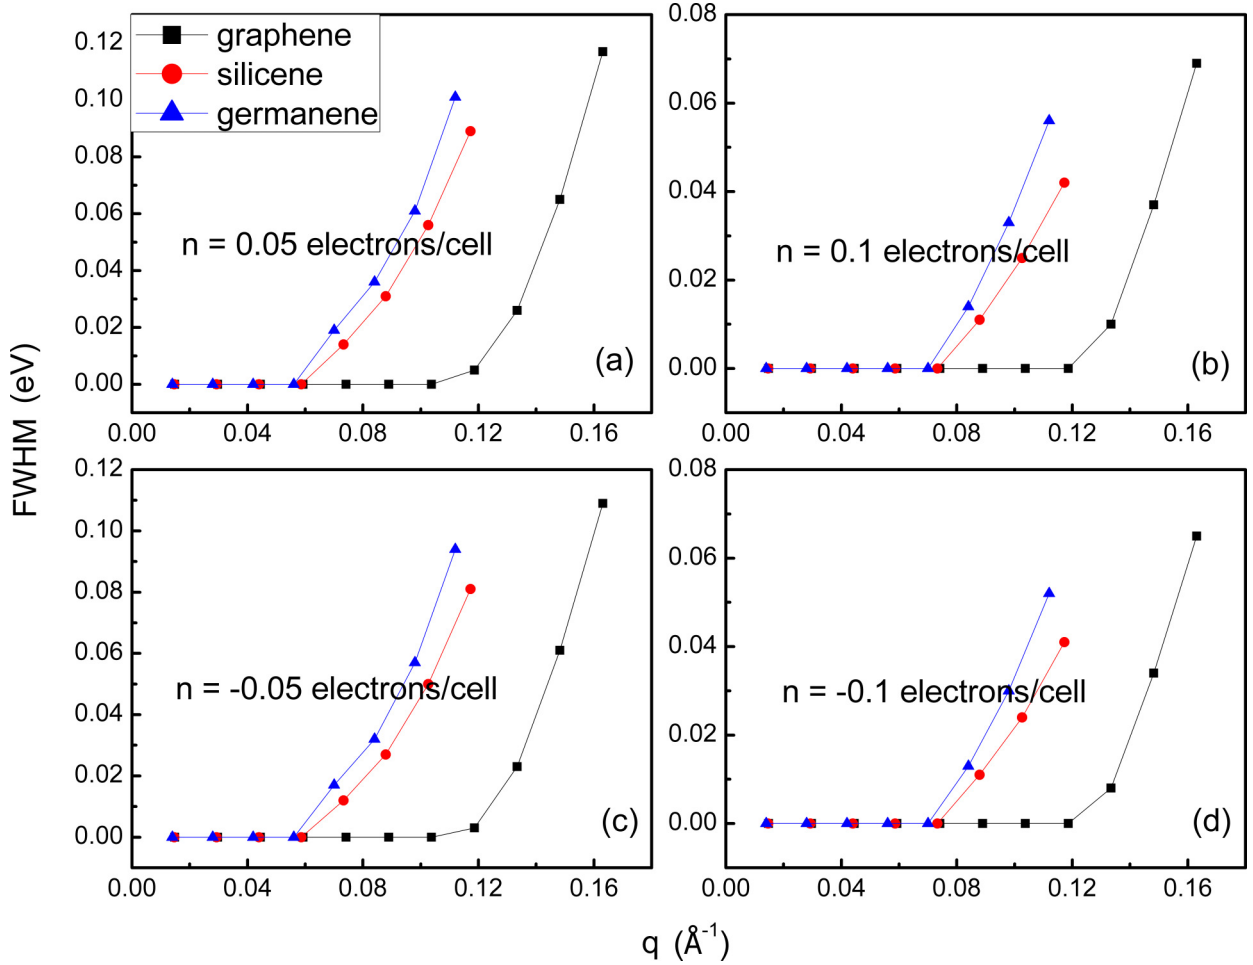 graphene
silicene
germanene
0.12
0.10
0.08
0.06
0.04
0.02
0.00
n = 0.05 electrons/cell
(a)
0.00 0.04 0.08 0.12 0.16
0.08
0.06
0.04
0.02
0.00
n = 0.1 electrons/cell
(b)
0.00 0.04 0.08 0.12 0.16
FWHM (eV)
0.12
0.10
0.08
0.06
0.04
0.02
0.00
n = -0.05 electrons/cell
(c)
0.00 0.04 0.08 0.12 0.16
0.08
0.06
0.04
0.02
0.00
n = -0.1 electrons/cell
(d)
0.00 0.04 0.08 0.12 0.16
q (Å⁻¹)